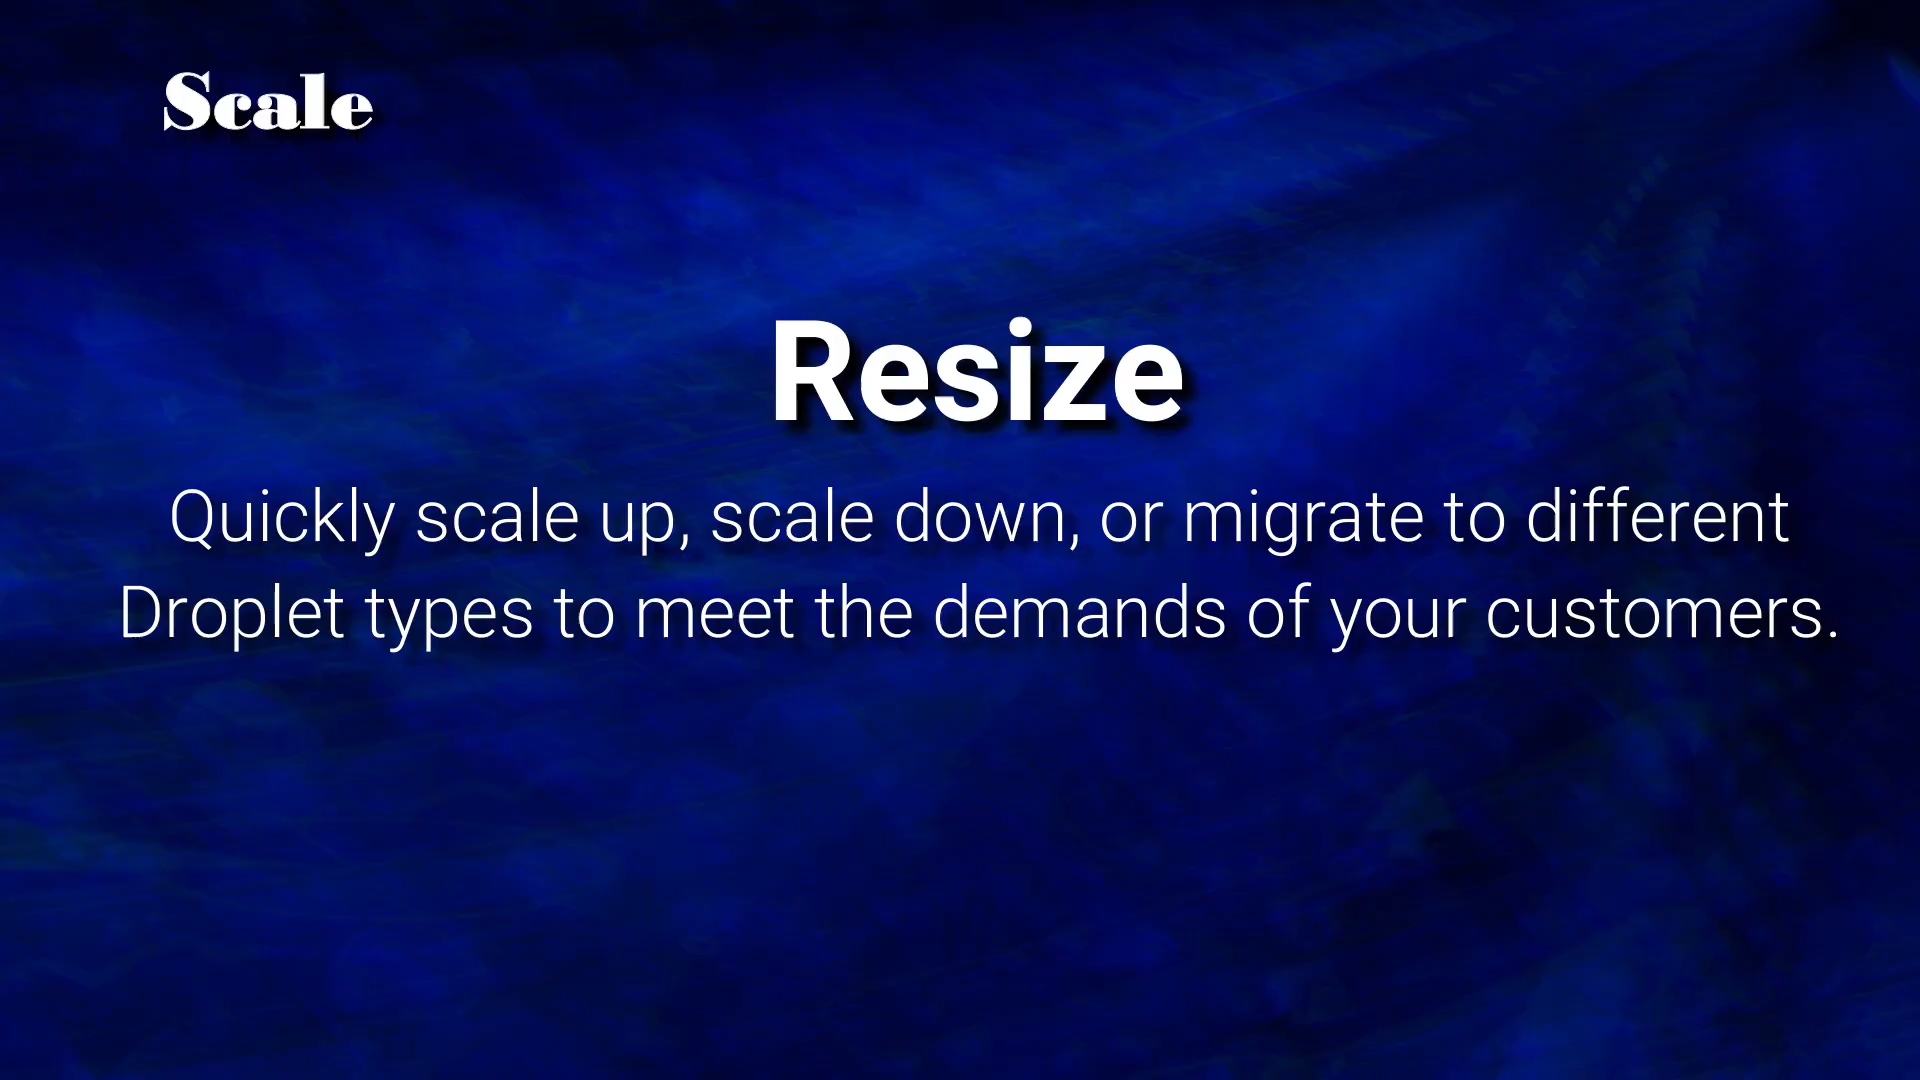 Scale
Resize
Quickly scale up, scale down, or migrate to different
Droplet types to meet the demands of your customers.